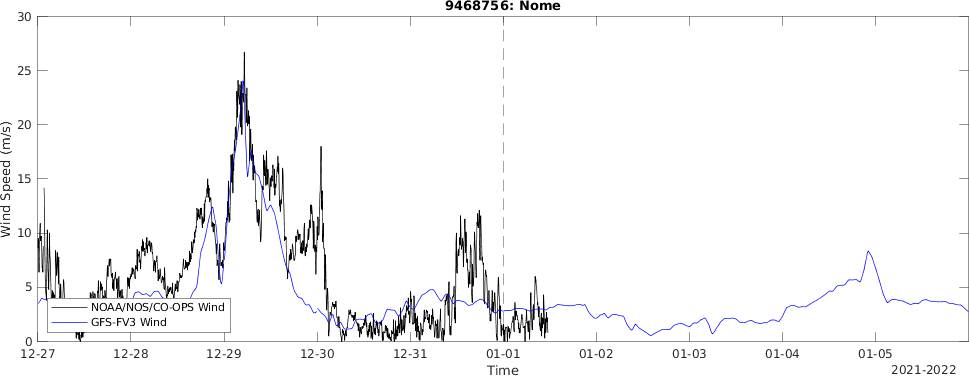 9468756: Nome
Wind Speed (m/s)
30
25
20
15
10
5
0
NOAA/NOS/CO-OPS Wind
GFS-FV3 Wind
12-27 12-28 12-29 12-30 12-31 01-01 01-02 01-03 01-04 01-05
Time
2021-2022